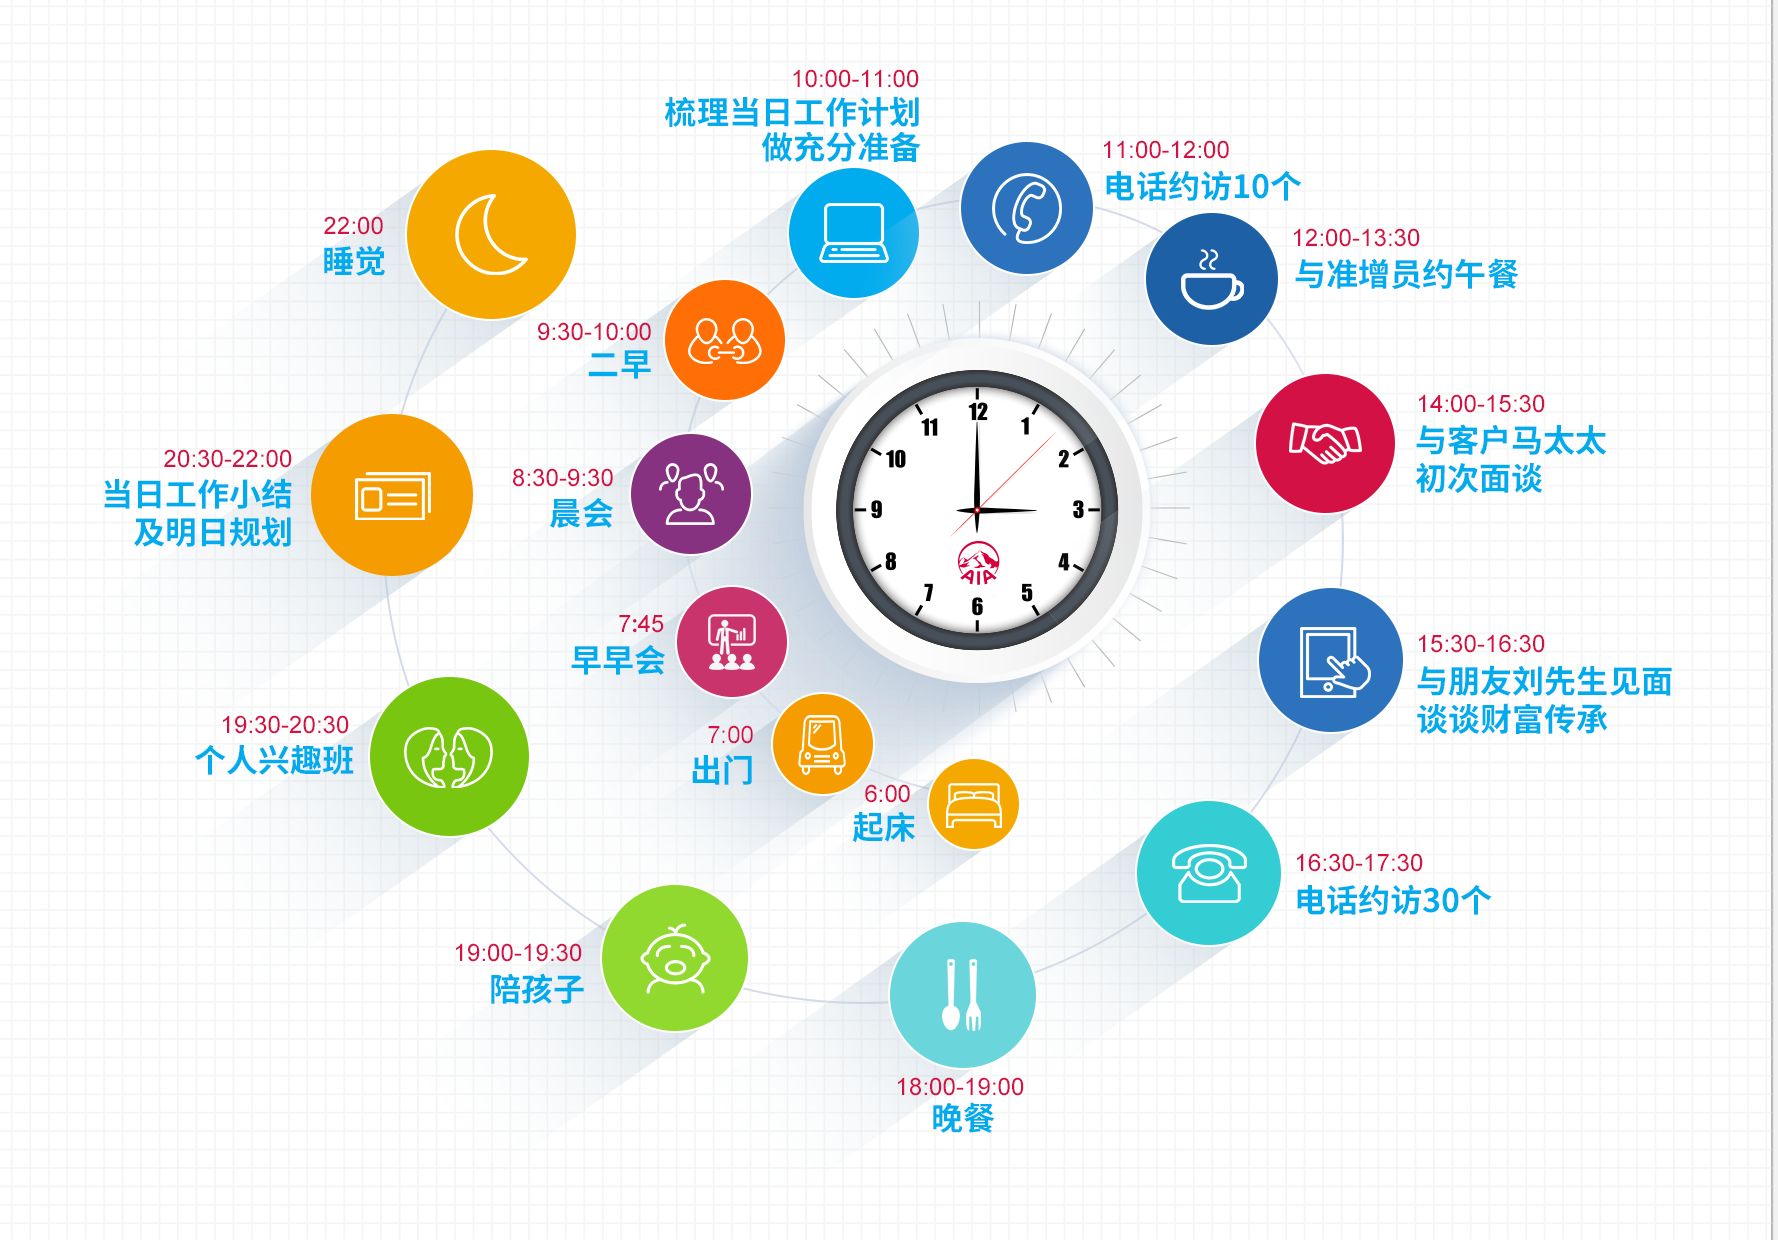 10:00-11:00
梳理当日工作计划
做充分准备
11:00-12:00
电话约访10个
12:00-13:30
与准增员约午餐
14:00-15:30
与客户马太太
初次面谈
15:30-16:30
与朋友刘先生见面
谈谈财富传承
16:30-17:30
电话约访30个
18:00-19:00
晚餐
19:00-19:30
陪孩子
19:30-20:30
个人兴趣班
20:30-22:00
当日工作小结
及明日规划
22:00
睡觉
9:30-10:00
二早
8:30-9:30
晨会
7:45
早早会
7:00
出门
6:00
起床
12
1
2
3
4
5
6
7
8
9
10
11
AIA